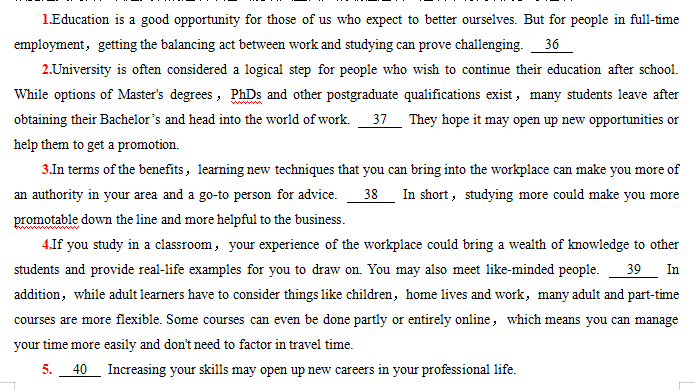 1.Education is a good opportunity for those of us who expect to better ourselves. But for people in full-time
employment，getting the balancing act between work and studying can prove challenging. 36
2.University is often considered a logical step for people who wish to continue their education after school.
While options of Master's degrees，PhDs and other postgraduate qualifications exist，many students leave after
obtaining their Bachelor's and head into the world of work. 37 They hope it may open up new opportunities or
help them to get a promotion.
3.In terms of the benefits，learning new techniques that you can bring into the workplace can make you more of
an authority in your area and a go-to person for advice. 38 In short，studying more could make you more
promotable down the line and more helpful to the business.
4.If you study in a classroom，your experience of the workplace could bring a wealth of knowledge to other
students and provide real-life examples for you to draw on. You may also meet like-minded people. 39 In
addition，while adult learners have to consider things like children，home lives and work，many adult and part-time
courses are more flexible. Some courses can even be done partly or entirely online，which means you can manage
your time more easily and don't need to factor in travel time.
5. 40 Increasing your skills may open up new careers in your professional life.